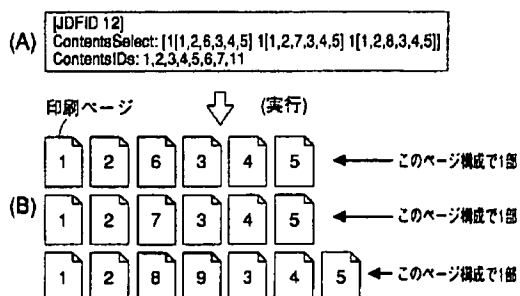 (A)
[JDFID 12]
ContentsSelect: [1[1,2,6,3,4,5] 1[1,2,7,3,4,5] 1[1,2,8,3,4,5]]
ContentsIDs: 1,2,3,4,5,6,7,11
印刷ページ
(実行)
(B)
1 2 6 3 4 5 このページ構成で1部
1 2 7 3 4 5 このページ構成で1部
1 2 8 9 3 4 5 このページ構成で1部